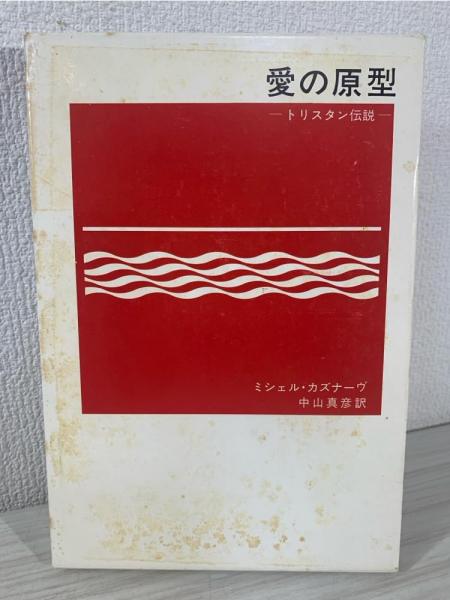 愛の原型
―トリスタン伝説―
ミシェル・カズナーヴ
中山真彦訳